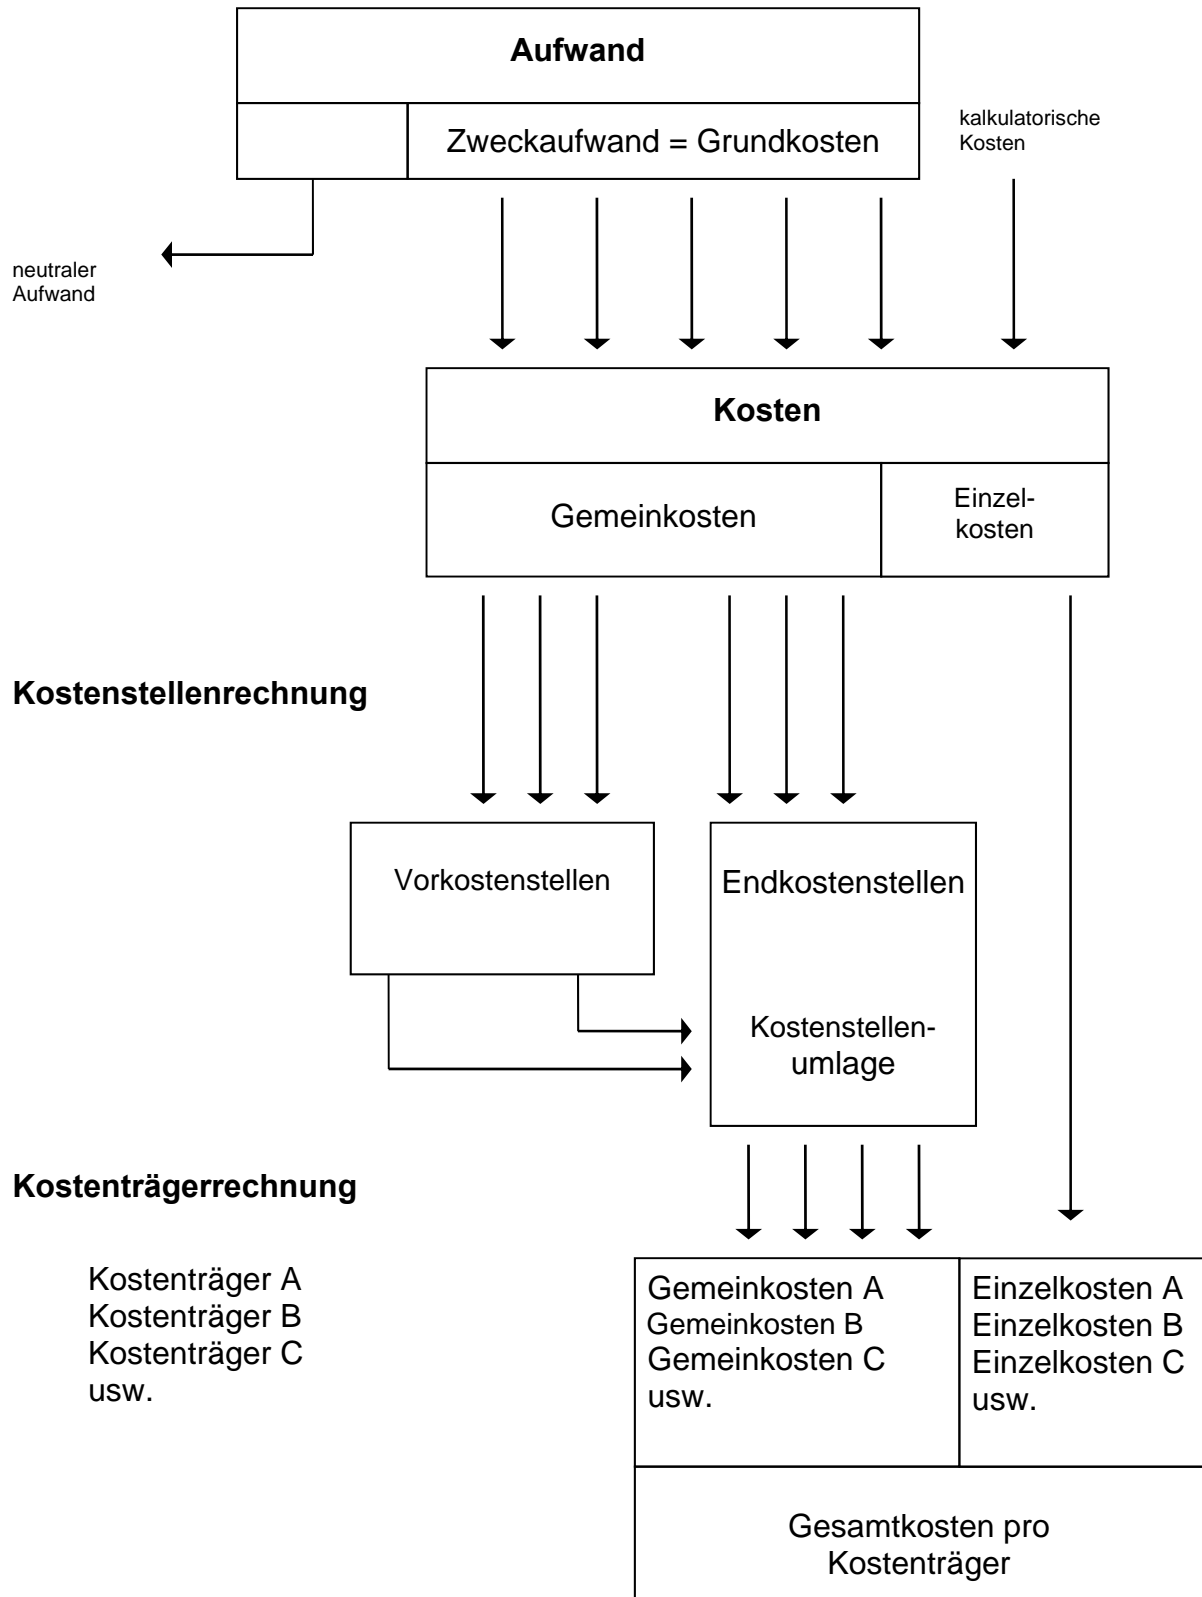 Aufwand
Zweckaufwand = Grundkosten
kalkulatorische
Kosten
neutraler
Aufwand
Kosten
Gemeinkosten
Einzel-
kosten
Kostenstellenrechnung
Vorkostenstellen
Endkostenstellen
Kostenstellen-
umlage
Kostenträgerrechnung
Kostenträger A
Kostenträger B
Kostenträger C
usw.
Gemeinkosten A
Gemeinkosten B
Gemeinkosten C
usw.
Einzelkosten A
Einzelkosten B
Einzelkosten C
usw.
Gesamtkosten pro
Kostenträger